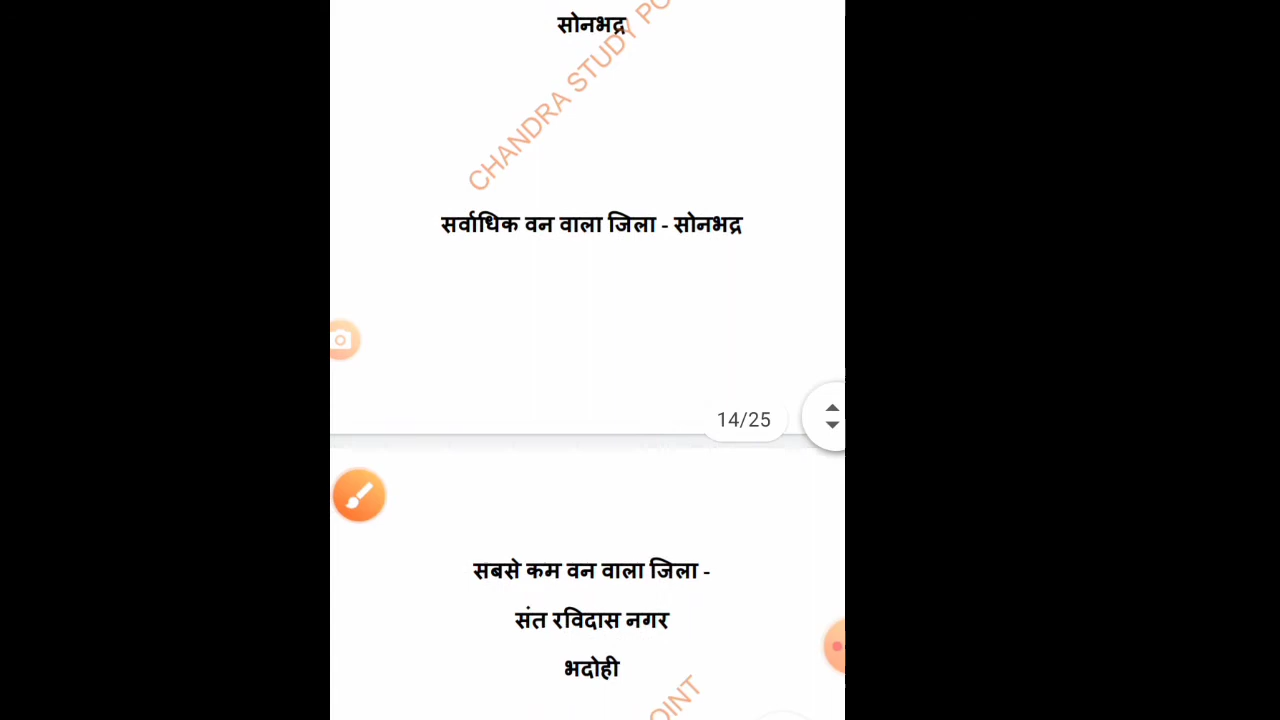 सोनभद्र
CHANDRA STUDY PO
सर्वाधिक वन वाला जिला - सोनभद्र
14/25
सबसे कम वन वाला जिला -
संत रविदास नगर
भदोही
OINT